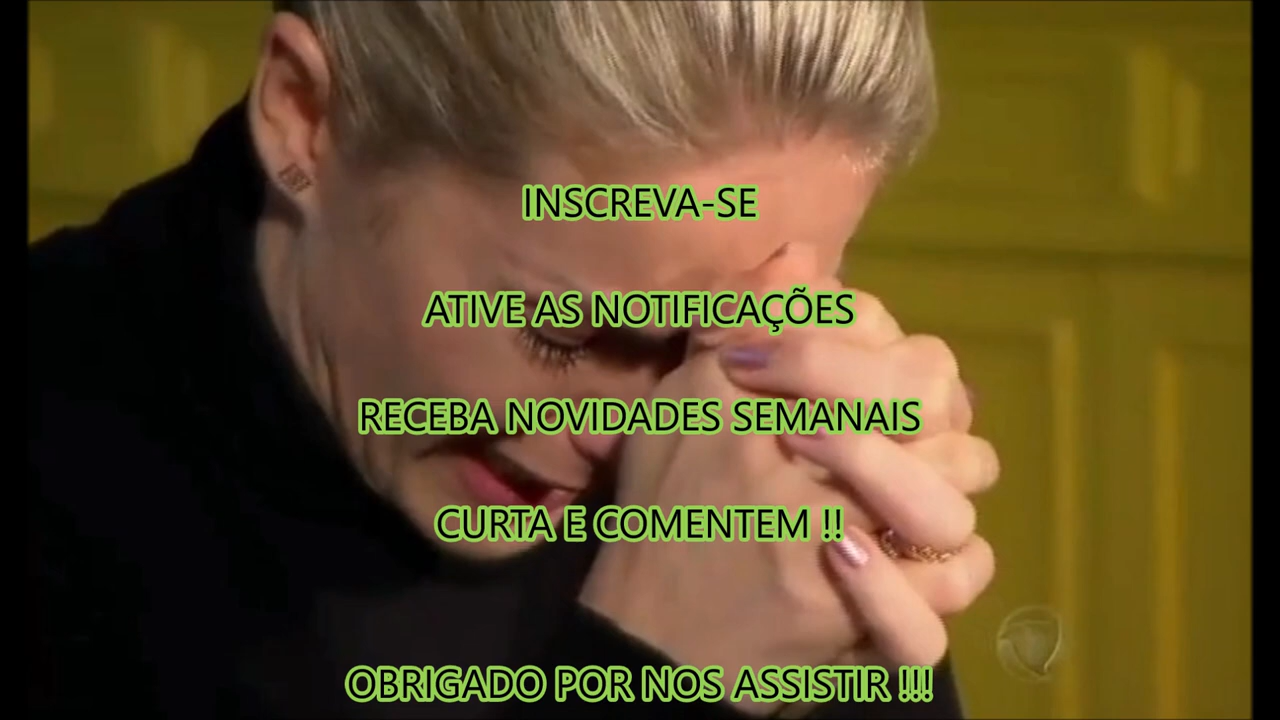 INSCREVA-SE
ATIVE AS NOTIFICAÇÕES
RECEBA NOVIDADES SEMANAIS
CURTA E COMENTEM !!
OBRIGADO POR NOS ASSISTIR !!!